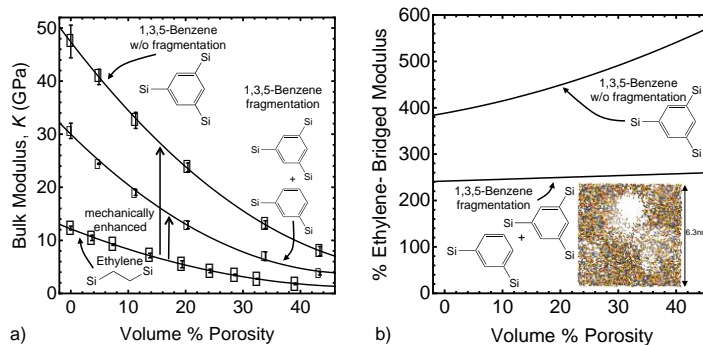 Bulk Modulus, K (GPa)
50
40
30
20
10
0
1,3,5-Benzene
w/o fragmentation
Si
Si
Si
1,3,5-Benzene
fragmentation
Si
Si
Si
+
Si
Si
mechanically
enhanced
Ethylene
Si
Si
0
10
20
30
40
Volume % Porosity
a)
% Ethylene- Bridged Modulus
600
500
400
300
200
100
0
1,3,5-Benzene
w/o fragmentation
Si
Si
Si
1,3,5-Benzene
fragmentation
Si
Si
Si
+
Si
Si
6.3nm
0
10
20
30
40
Volume % Porosity
b)